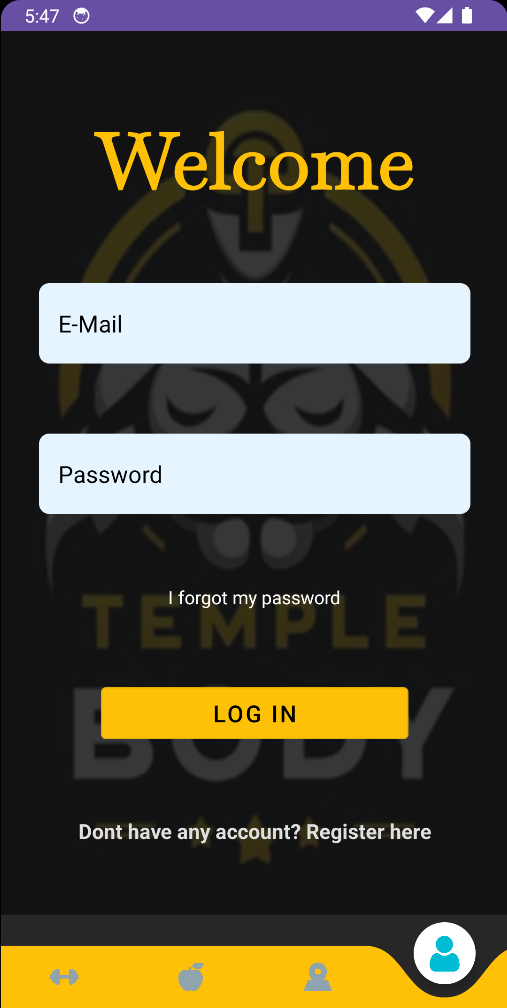 5:47
Welcome
E-Mail
Password
I forgot my password
TEMPLE
LOG IN
BODY
Dont have any account? Register here